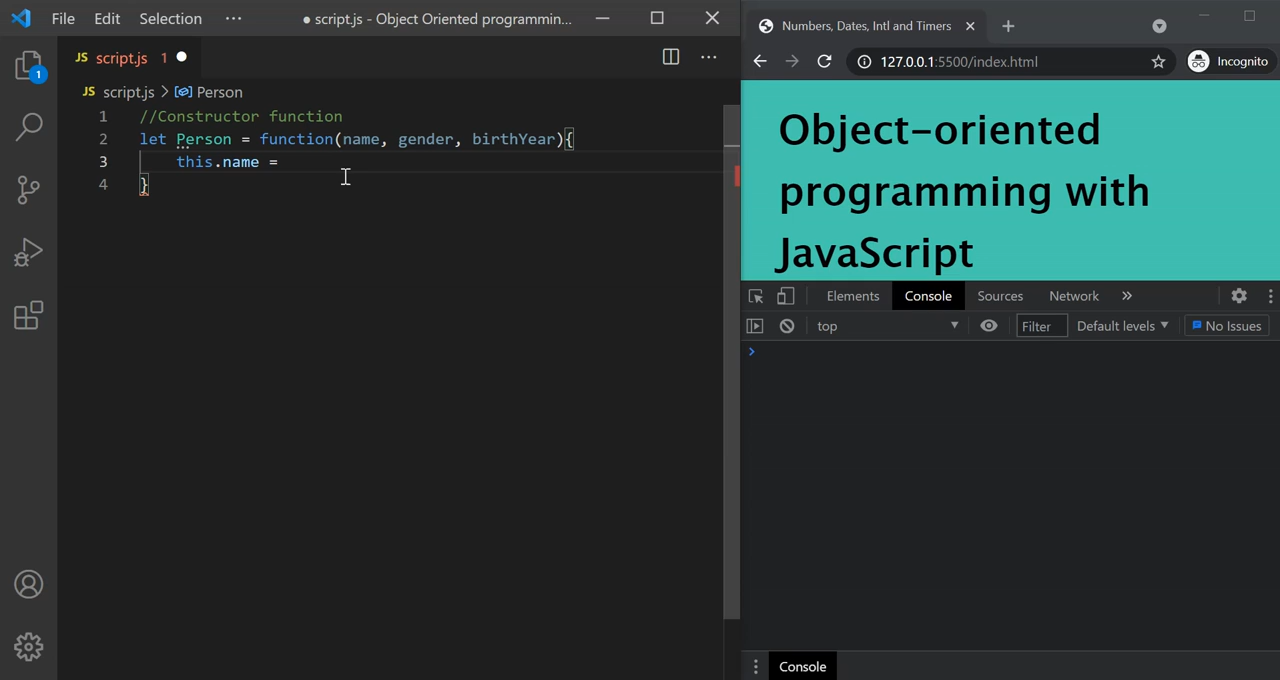 File Edit Selection ··· ● script.js - Object Oriented programmin...
JS script.js 1 ●
JS script.js > Person
1 //Constructor function
2 let Person = function(name, gender, birthYear){
3 this.name =
4 }
1
Numbers, Dates, Intl and Timers
127.0.0.1:5500/index.html
Incognito
Object-oriented
programming with
JavaScript
Elements Console Sources Network »
top Filter Default levels No Issues
>
Console